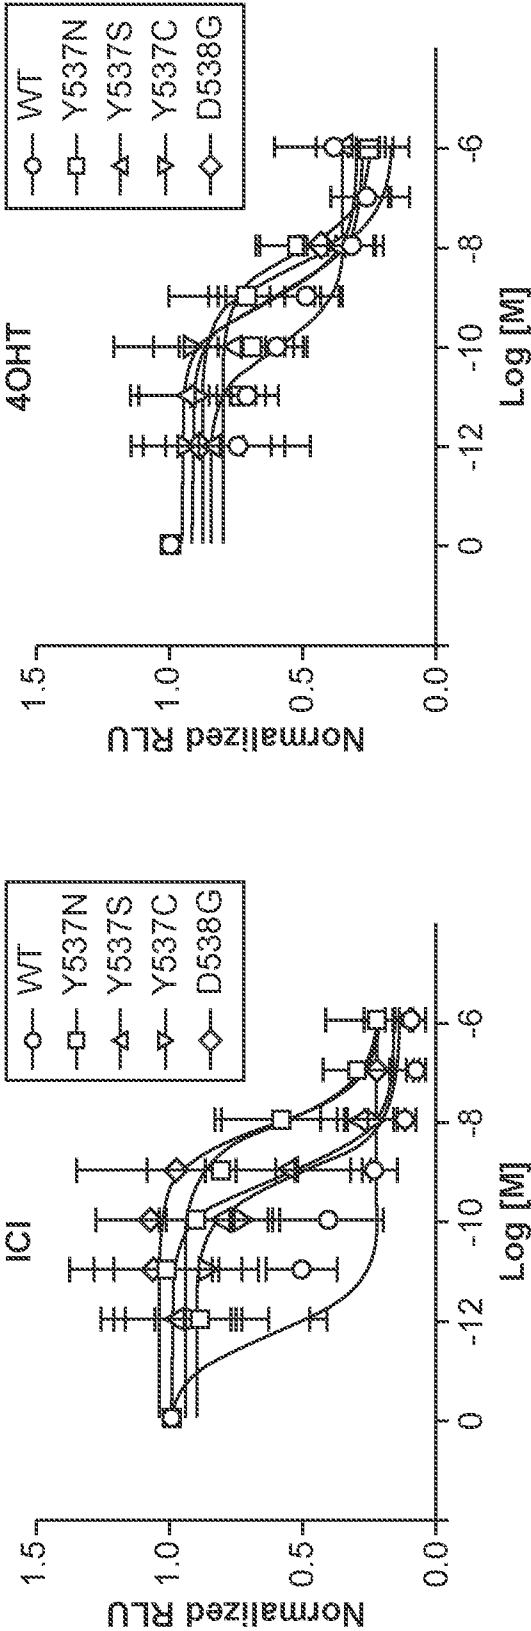 ICI
WT
Y537N
Y537S
Y537C
D538G
Normalized RLU
1.5
1.0
0.5
0.0
0
-12
-10
-8
-6
Log [M]
4OHT
WT
Y537N
Y537S
Y537C
D538G
Normalized RLU
1.5
1.0
0.5
0.0
0
-12
-10
-8
-6
Log [M]